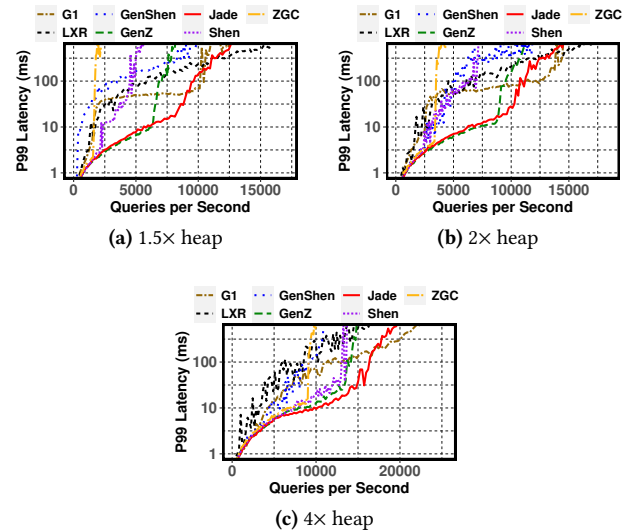 G1 GenShen Jade ZGC
LXR GenZ Shen
P99 Latency (ms)
100
10
1
0 5000 10000 15000
Queries per Second
(a) 1.5× heap
G1 GenShen Jade ZGC
LXR GenZ Shen
P99 Latency (ms)
100
10
1
0 5000 10000 15000
Queries per Second
(b) 2× heap
G1 GenShen Jade ZGC
LXR GenZ Shen
P99 Latency (ms)
100
10
1
0 10000 20000
Queries per Second
(c) 4× heap